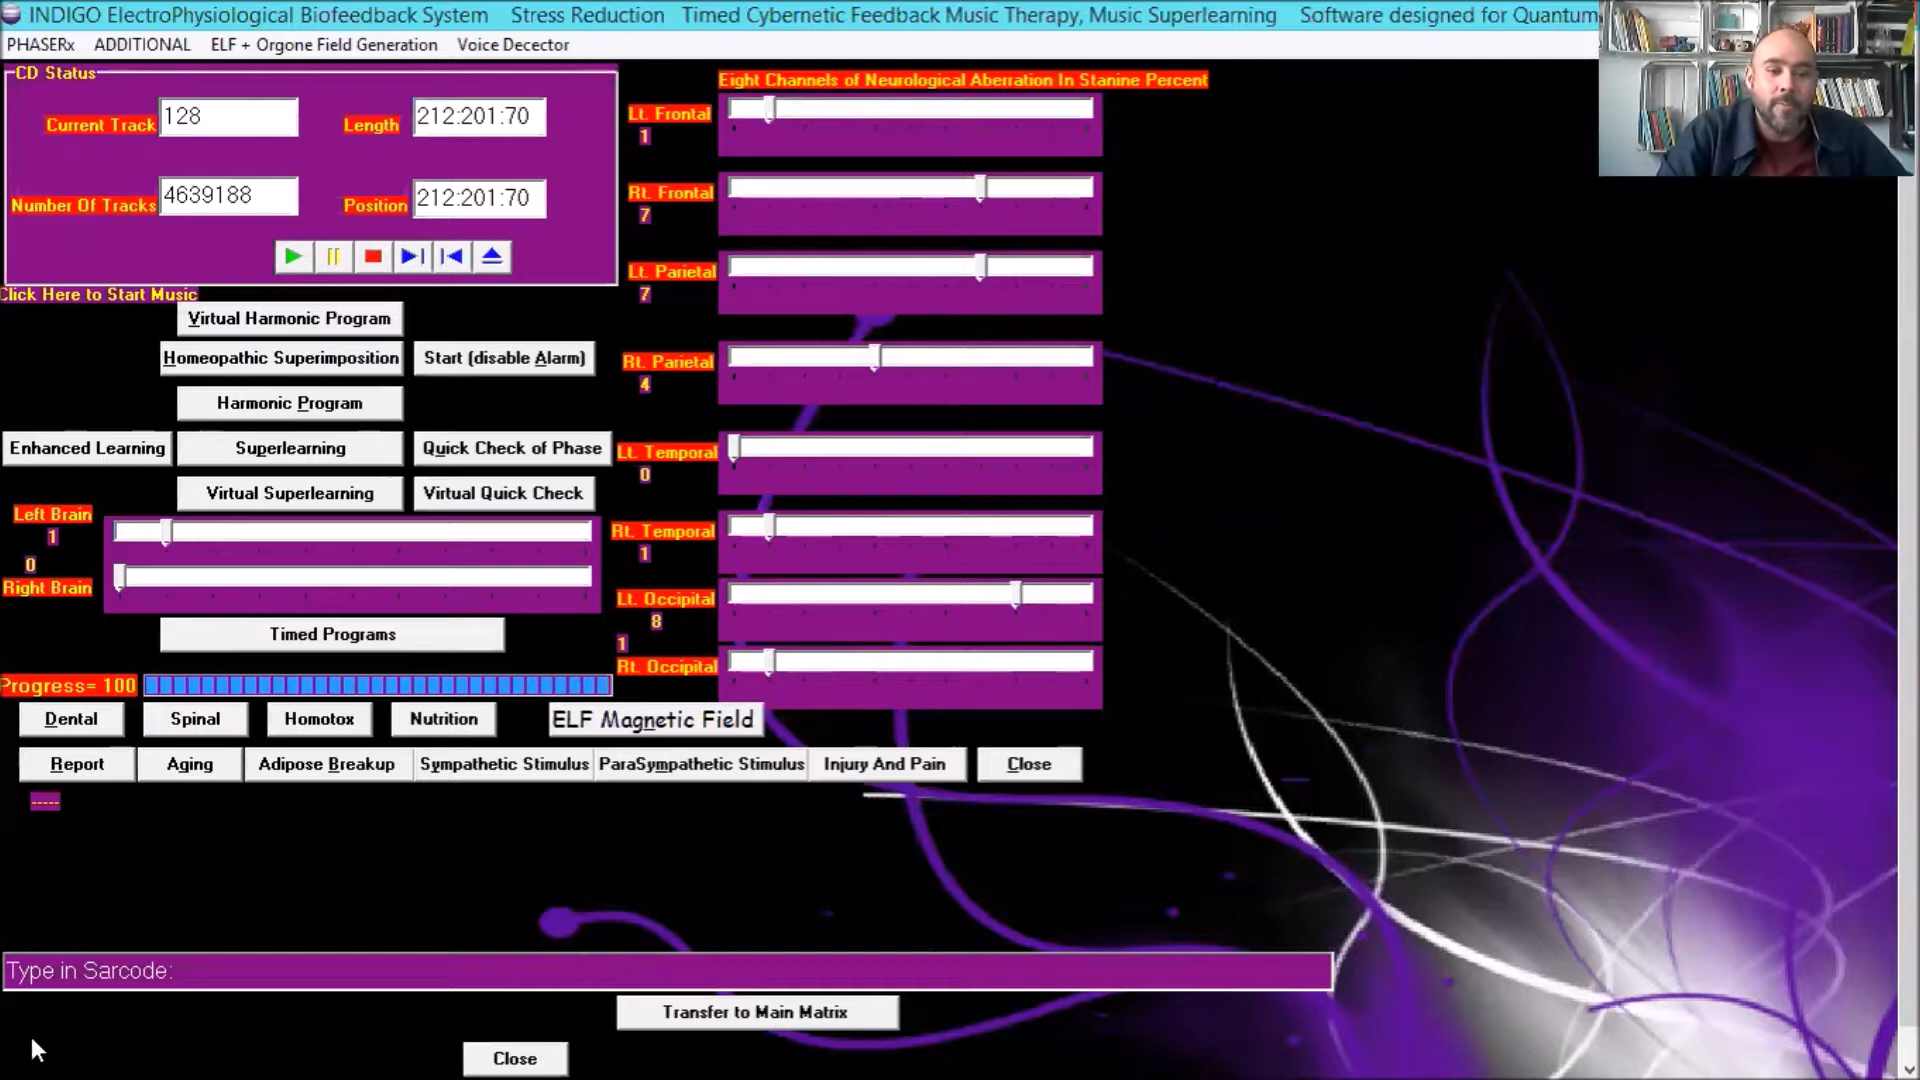 INDIGO ElectroPhysiological Biofeedback System Stress Reduction Timed Cybernetic Feedback Music Therapy, Music Superlearning Software designed for Quantum
PHASERx ADDITIONAL ELF + Orgone Field Generation Voice Decector
CD Status
Current Track 128 Length 212:201:70
Number Of Tracks 4639188 Position 212:201:70
Click Here to Start Music
Virtual Harmonic Program
Homeopathic Superimposition Start (disable Alarm)
Harmonic Program
Enhanced Learning Superlearning Quick Check of Phase
Virtual Superlearning Virtual Quick Check
Left Brain
1
0
Right Brain
Timed Programs
Progress= 100
Eight Channels of Neurological Aberration In Stanine Percent
Lt. Frontal
1
Rt. Frontal
7
Lt. Parietal
7
Rt. Parietal
4
Lt. Temporal
0
Rt. Temporal
1
Lt. Occipital
8
1
Rt. Occipital
Dental Spinal Homotox Nutrition ELF Magnetic Field
Report Aging Adipose Breakup Sympathetic Stimulus ParaSympathetic Stimulus Injury And Pain Close
-----
Type in Sarcode:
Transfer to Main Matrix
Close